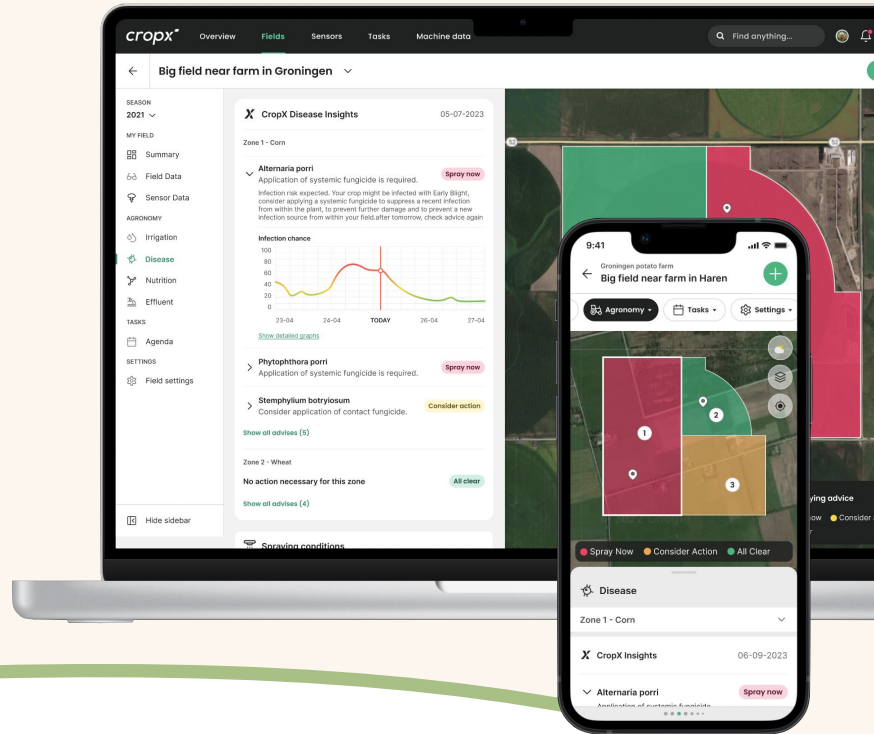 cropx
Overview
Fields
Sensors
Tasks
Machine data
Find anything...
Big field near farm in Groningen
SEASON
2021
MY FIELD
Summary
Field Data
Sensor Data
AGRONOMY
Irrigation
Disease
Nutrition
Effluent
TASKS
Agenda
SETTINGS
Field settings
Hide sidebar
X CropX Disease Insights
05-07-2023
Zone 1 - Corn
Alternaria porri
Application of systemic fungicide is required.
Spray now
Infection risk expected. Your crop might be infected with Early Blight,
consider applying a systemic fungicide to suppress a recent infection
from within the plant, to prevent further damage and to prevent a new
infection source from within your field.after tomorrow, check advice again
Infection chance
100
80
60
40
20
0
23-04
24-04
TODAY
26-04
27-04
Show detailed graphs
Phytophthora porri
Application of systemic fungicide is required.
Spray now
Stemphylium botryiosum
Consider application of contact fungicide.
Consider action
Show all advises (5)
Zone 2 - Wheat
No action necessary for this zone
All clear
Show all advises (4)
Spraying conditions
ying advice
ow
Consider
9:41
Groningen potato farm
Big field near farm in Haren
Agronomy
Tasks
Settings
1
2
3
Spray Now
Consider Action
All Clear
Disease
Zone 1 - Corn
X CropX Insights
06-09-2023
Alternaria porri
Spray now
Application of systemic fungicide